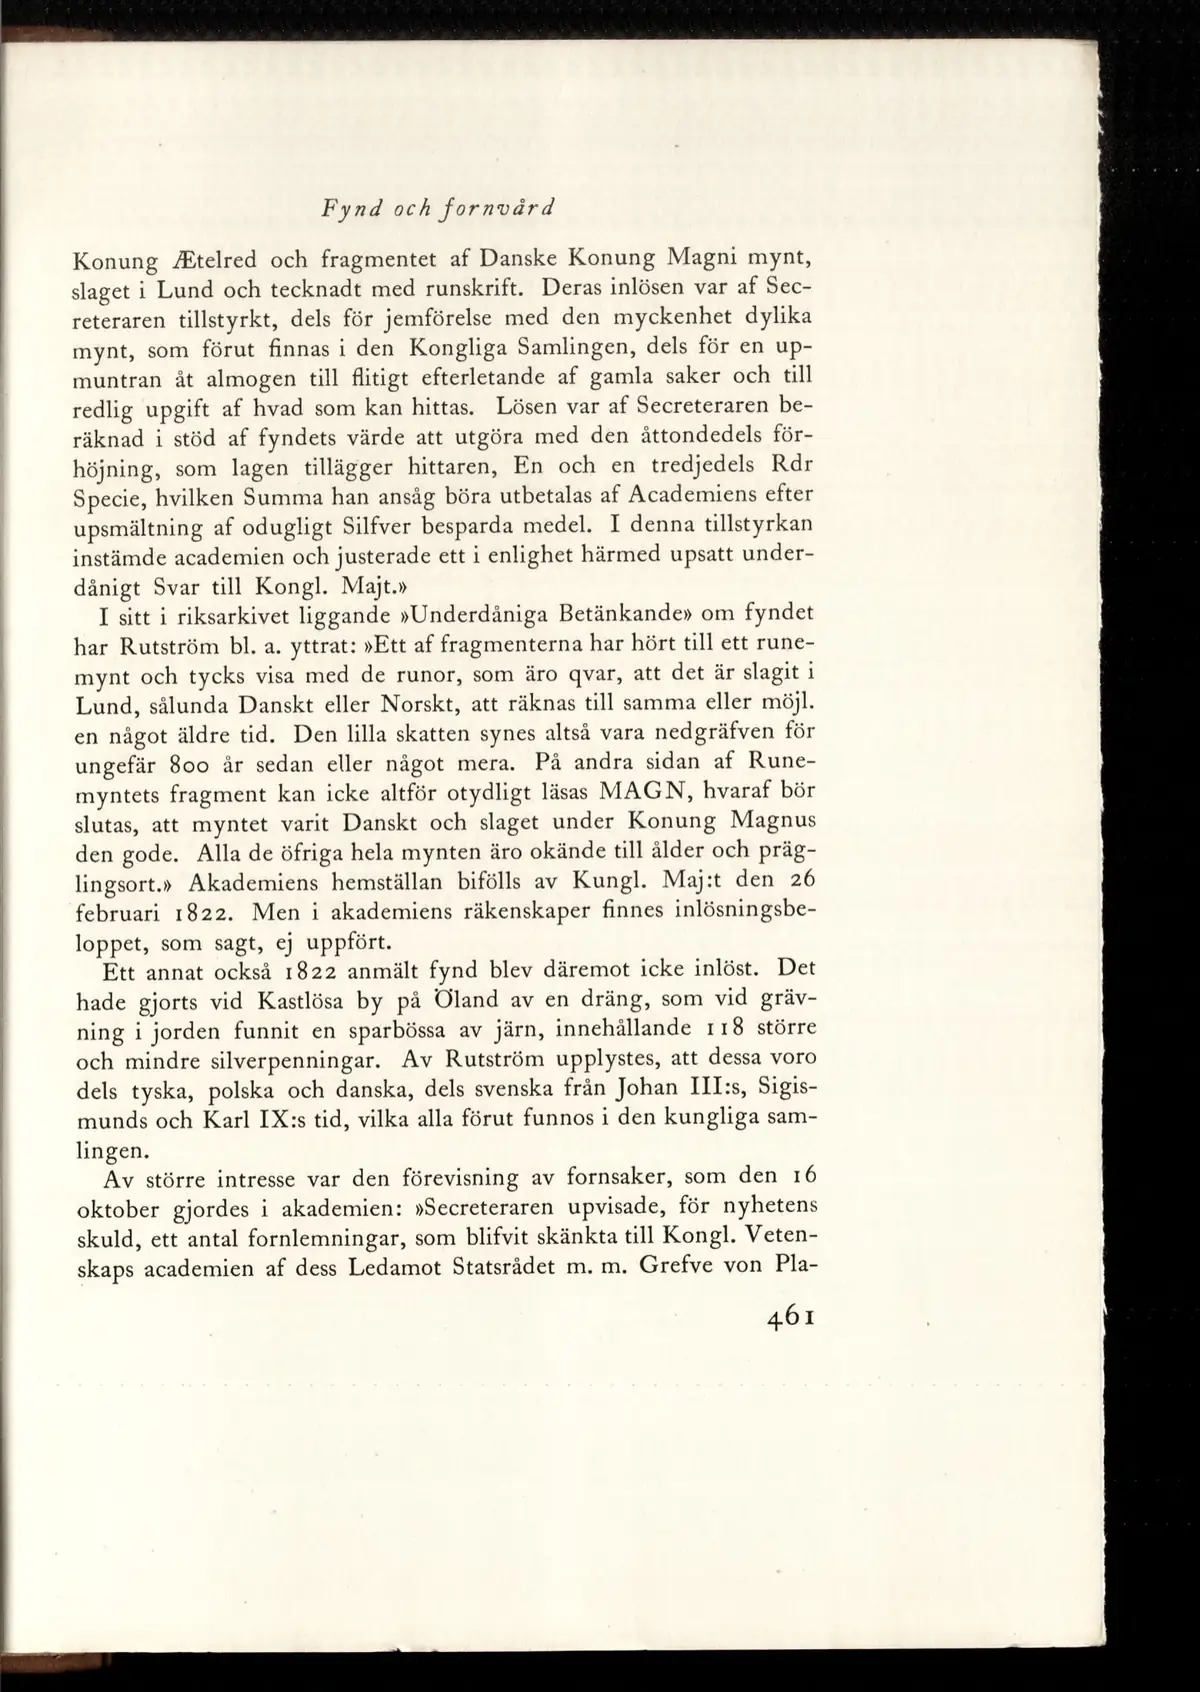 Fynd och fornvård
Konung Ætelred och fragmentet af Danske Konung Magni mynt,
slaget i Lund och tecknadt med runskrift. Deras inlösen var af Sec-
reteraren tillstyrkt, dels för jemförelse med den myckenhet dylika
mynt, som förut finnas i den Kongliga Samlingen, dels för en up-
muntran åt almogen till flitigt efterletande af gamla saker och till
redlig upgift af hvad som kan hittas. Lösen var af Secreteraren be-
räknad i stöd af fyndets värde att utgöra med den åttondedels för-
höjning, som lagen tillägger hittaren, En och en tredjedels Rdr
Specie, hvilken Summa han ansåg böra utbetalas af Academiens efter
upsmältning af odugligt Silfver besparda medel. I denna tillstyrkan
instämde academien och justerade ett i enlighet härmed upsatt under-
dånigt Svar till Kongl. Majt.»
I sitt i riksarkivet liggande »Underdåniga Betänkande» om fyndet
har Rutström bl. a. yttrat: »Ett af fragmenterna har hört till ett rune-
mynt och tycks visa med de runor, som äro qvar, att det är slagit i
Lund, sålunda Danskt eller Norskt, att räknas till samma eller möjl.
en något äldre tid. Den lilla skatten synes altså vara nedgräfven för
ungefär 800 år sedan eller något mera. På andra sidan af Rune-
myntets fragment kan icke altför otydligt läsas MAGN, hvaraf bör
slutas, att myntet varit Danskt och slaget under Konung Magnus
den gode. Alla de öfriga hela mynten äro okände till ålder och präg-
lingsort.» Akademiens hemställan bifölls av Kungl. Maj:t den 26
februari 1822. Men i akademiens räkenskaper finnes inlösningsbe-
loppet, som sagt, ej uppfört.
Ett annat också 1822 anmält fynd blev däremot icke inlöst. Det
hade gjorts vid Kastlösa by på Öland av en dräng, som vid gräv-
ning i jorden funnit en sparbössa av järn, innehållande 118 större
och mindre silverpenningar. Av Rutström upplystes, att dessa voro
dels tyska, polska och danska, dels svenska från Johan III:s, Sigis-
munds och Karl IX:s tid, vilka alla förut funnos i den kungliga sam-
lingen.
Av större intresse var den förevisning av fornsaker, som den 16
oktober gjordes i akademien: »Secreteraren upvisade, för nyhetens
skuld, ett antal fornlemningar, som blifvit skänkta till Kongl. Veten-
skaps academien af dess Ledamot Statsrådet m. m. Grefve von Pla-
461